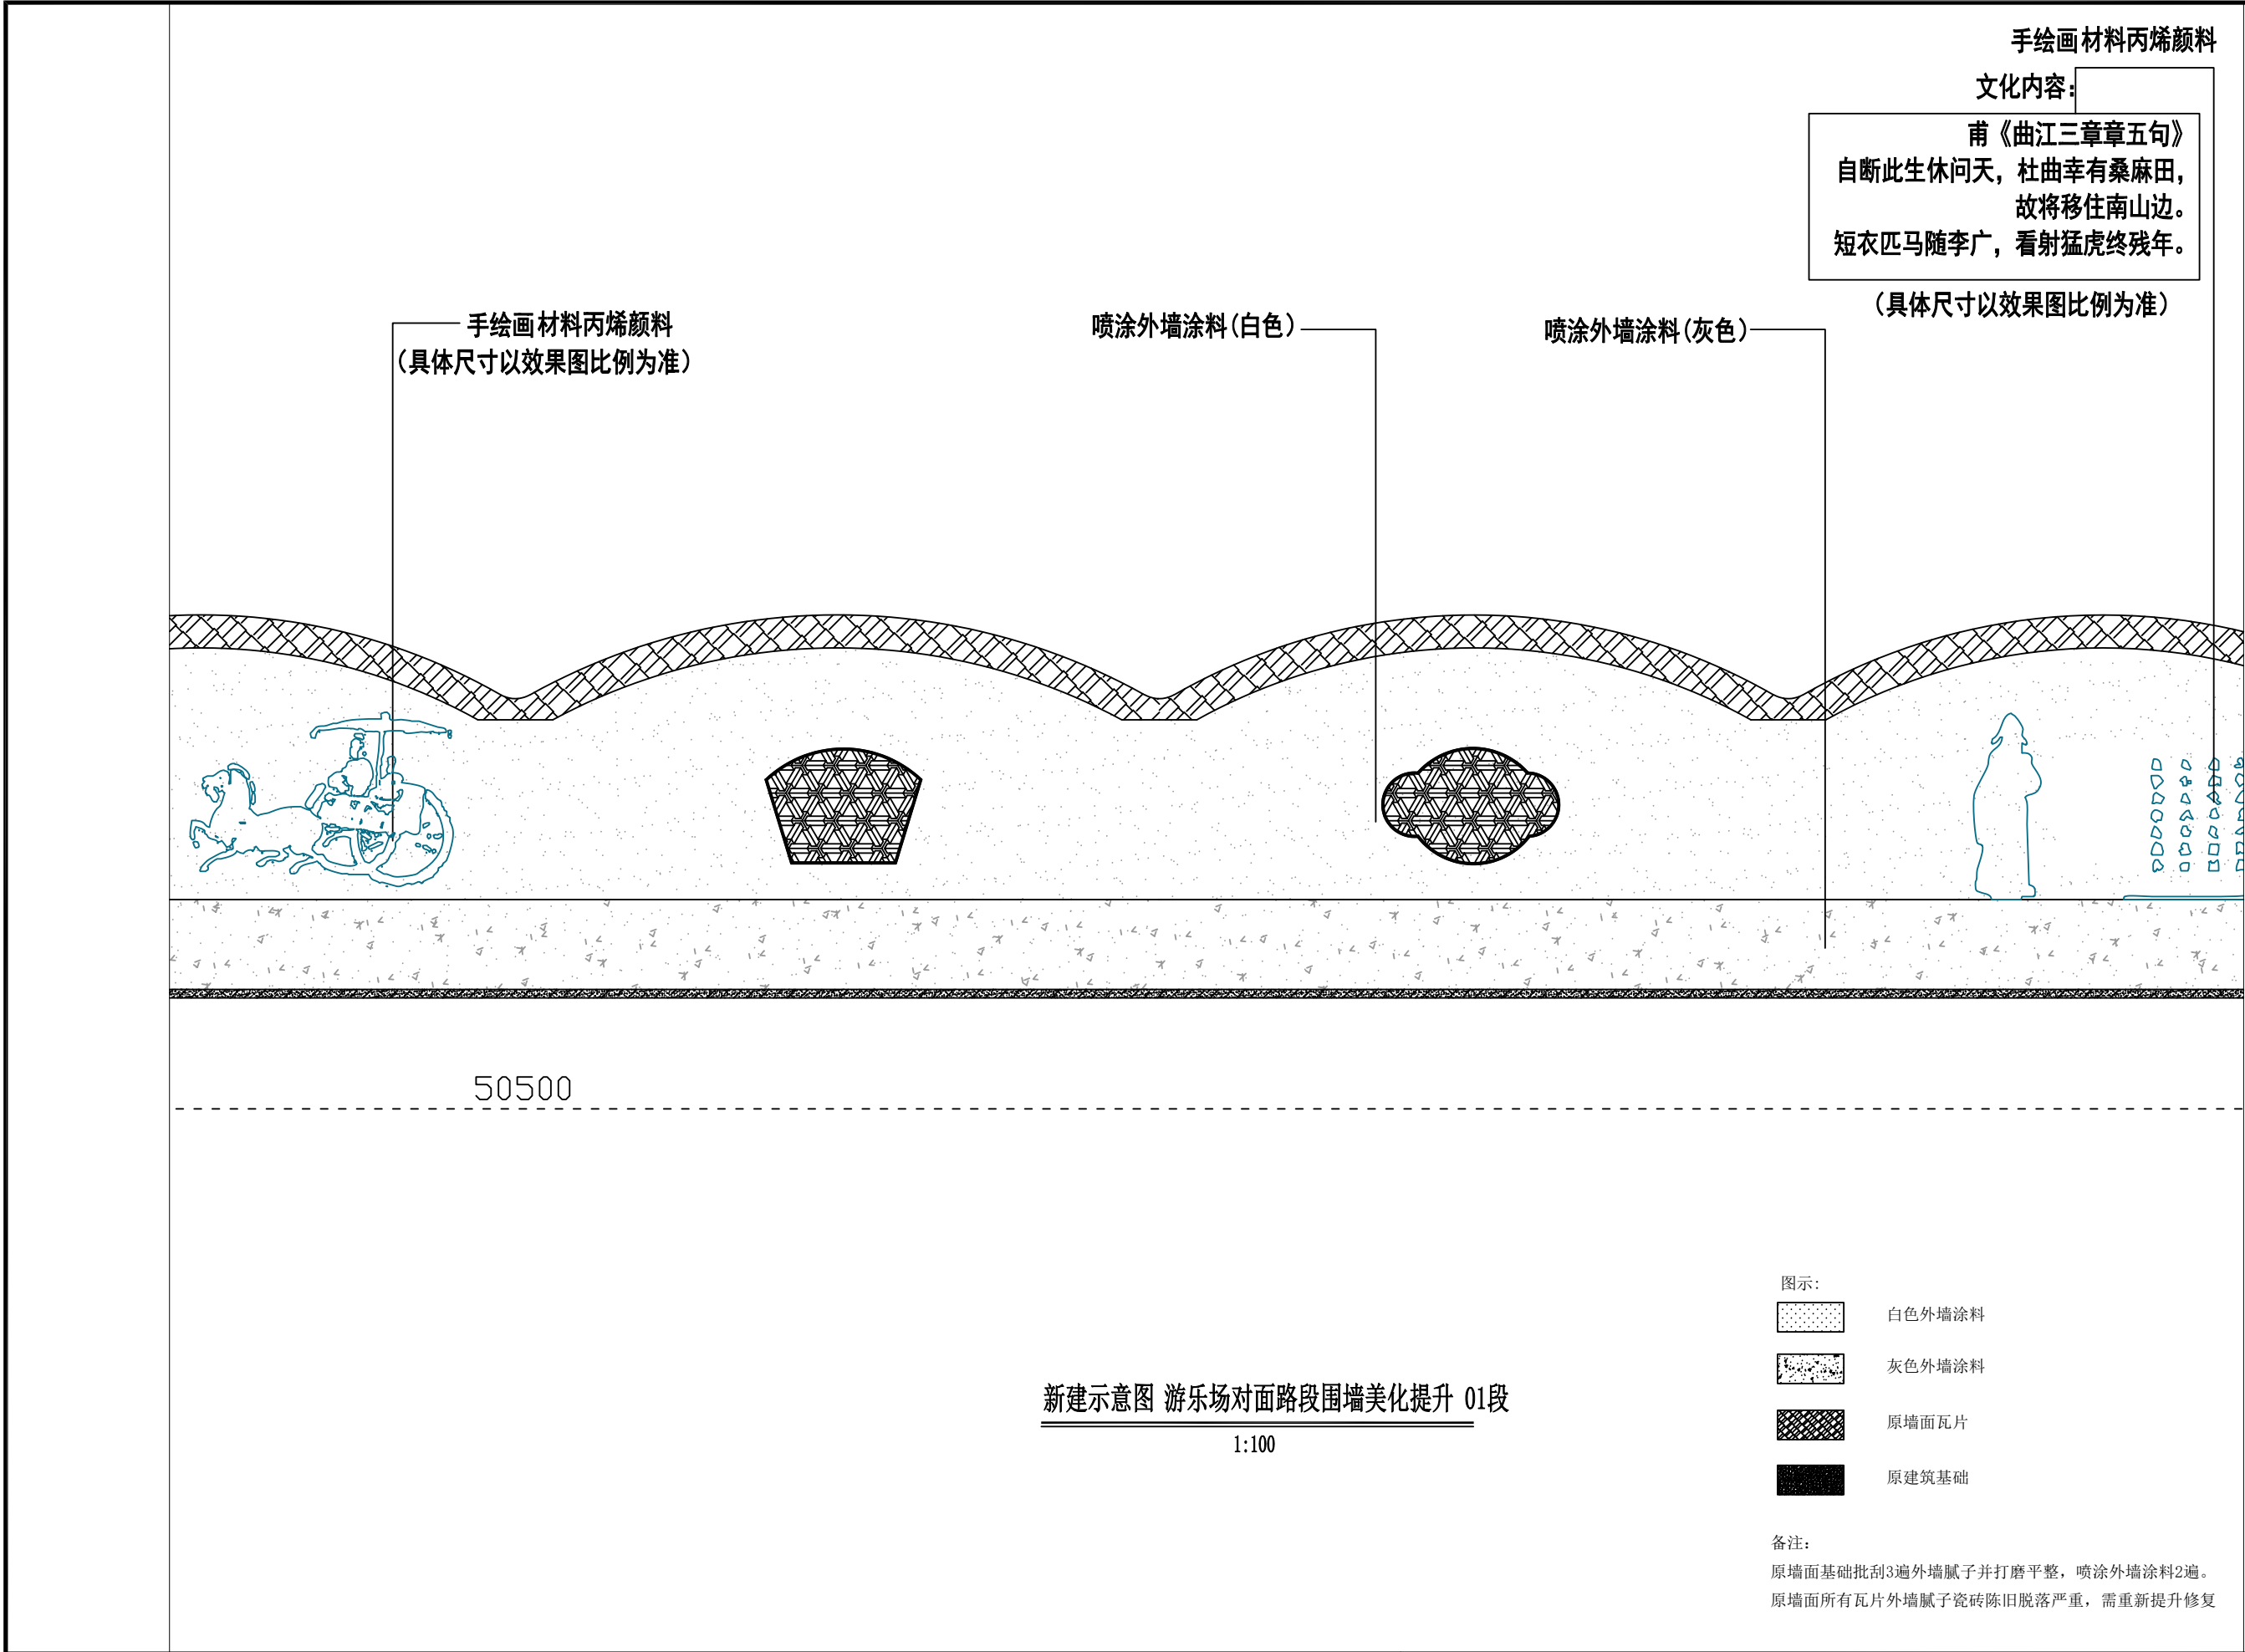 手绘画材料丙烯颜料
文化内容：
甫《曲江三章章五句》
自断此生休问天，杜曲幸有桑麻田，
故将移住南山边。
短衣匹马随李广，看射猛虎终残年。
（具体尺寸以效果图比例为准）
手绘画材料丙烯颜料
（具体尺寸以效果图比例为准）
喷涂外墙涂料(白色)
喷涂外墙涂料(灰色)
50500
图示:
白色外墙涂料
灰色外墙涂料
原墙面瓦片
原建筑基础
新建示意图 游乐场对面路段围墙美化提升 01段
1:100
备注：
原墙面基础批刮3遍外墙腻子并打磨平整，喷涂外墙涂料2遍。
原墙面所有瓦片外墙腻子瓷砖陈旧脱落严重，需重新提升修复